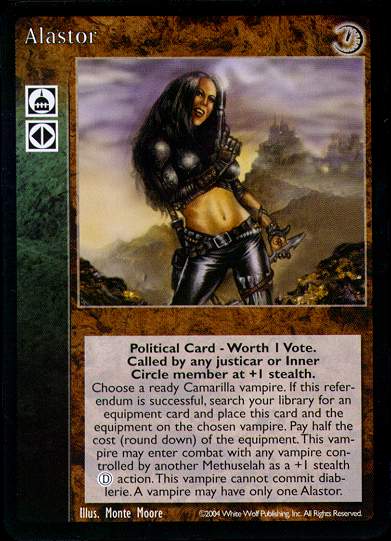 Alastor
Political Card - Worth 1 Vote.
Called by any justicar or Inner
Circle member at +1 stealth.
Choose a ready Camarilla vampire. If this refer-
endum is successful, search your library for an
equipment card and place this card and the
equipment on the chosen vampire. Pay half the
cost (round down) of the equipment. This vam-
pire may enter combat with any vampire con-
trolled by another Methuselah as a +1 stealth
Ⓓ action. This vampire cannot commit diab-
lerie. A vampire may have only one Alastor.
Illus. Monte Moore ©2004 White Wolf Publishing, Inc. All Rights Reserved.